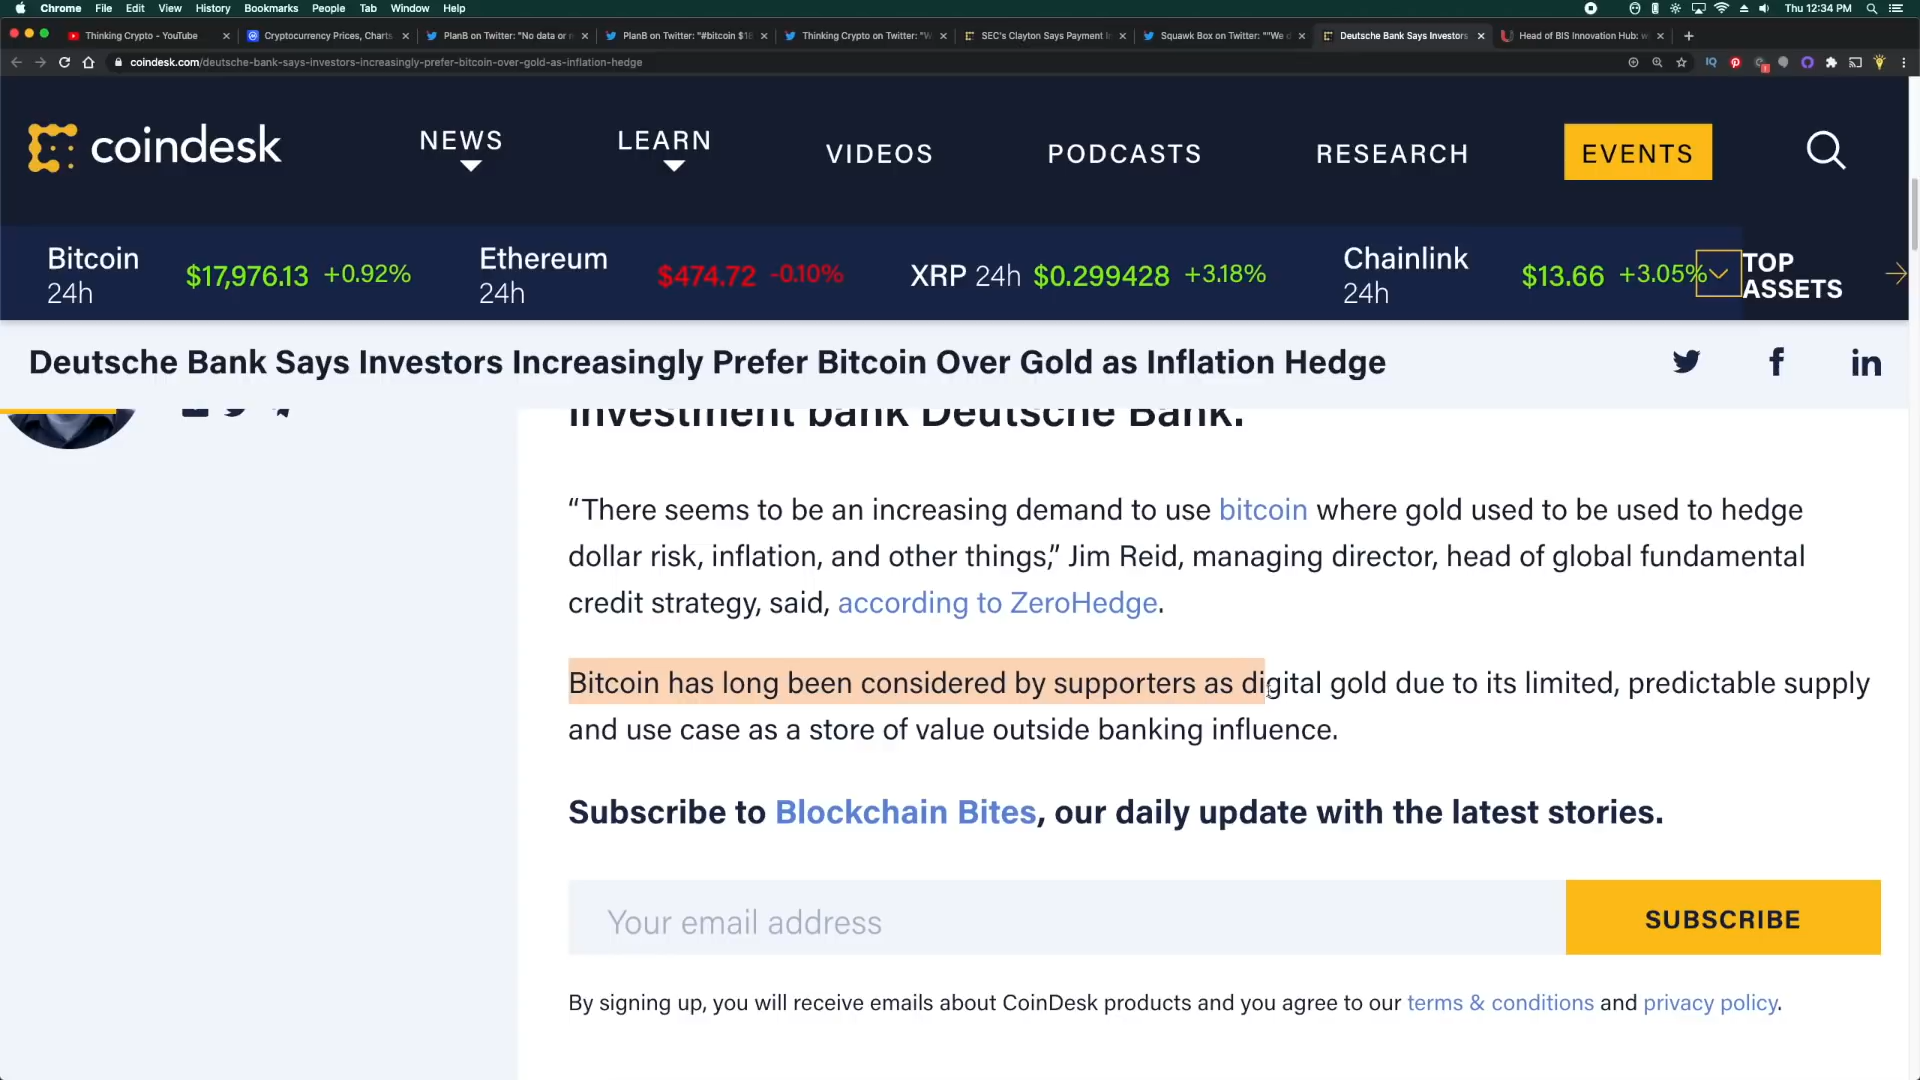 Chrome File Edit View History Bookmarks People Tab Window Help Thu 12:34 PM
Thinking Crypto - YouTube Cryptocurrency Prices, Charts PlanB on Twitter: "No data or PlanB on Twitter: "#bitcoin $18 Thinking Crypto on Twitter: "W SEC's Clayton Says Payment Squawk Box on Twitter: ""We d Deutsche Bank Says Investors Head of BIS Innovation Hub: w
coindesk.com/deutsche-bank-says-investors-increasingly-prefer-bitcoin-over-gold-as-inflation-hedge
coindesk NEWS LEARN VIDEOS PODCASTS RESEARCH EVENTS
Bitcoin 24h $17,976.13 +0.92% Ethereum 24h $474.72 -0.10% XRP 24h $0.299428 +3.18% Chainlink 24h $13.66 +3.05% TOP ASSETS
Deutsche Bank Says Investors Increasingly Prefer Bitcoin Over Gold as Inflation Hedge
investment bank Deutsche Bank.
“There seems to be an increasing demand to use bitcoin where gold used to be used to hedge
dollar risk, inflation, and other things,” Jim Reid, managing director, head of global fundamental
credit strategy, said, according to ZeroHedge.
Bitcoin has long been considered by supporters as digital gold due to its limited, predictable supply
and use case as a store of value outside banking influence.
Subscribe to Blockchain Bites, our daily update with the latest stories.
Your email address SUBSCRIBE
By signing up, you will receive emails about CoinDesk products and you agree to our terms & conditions and privacy policy.